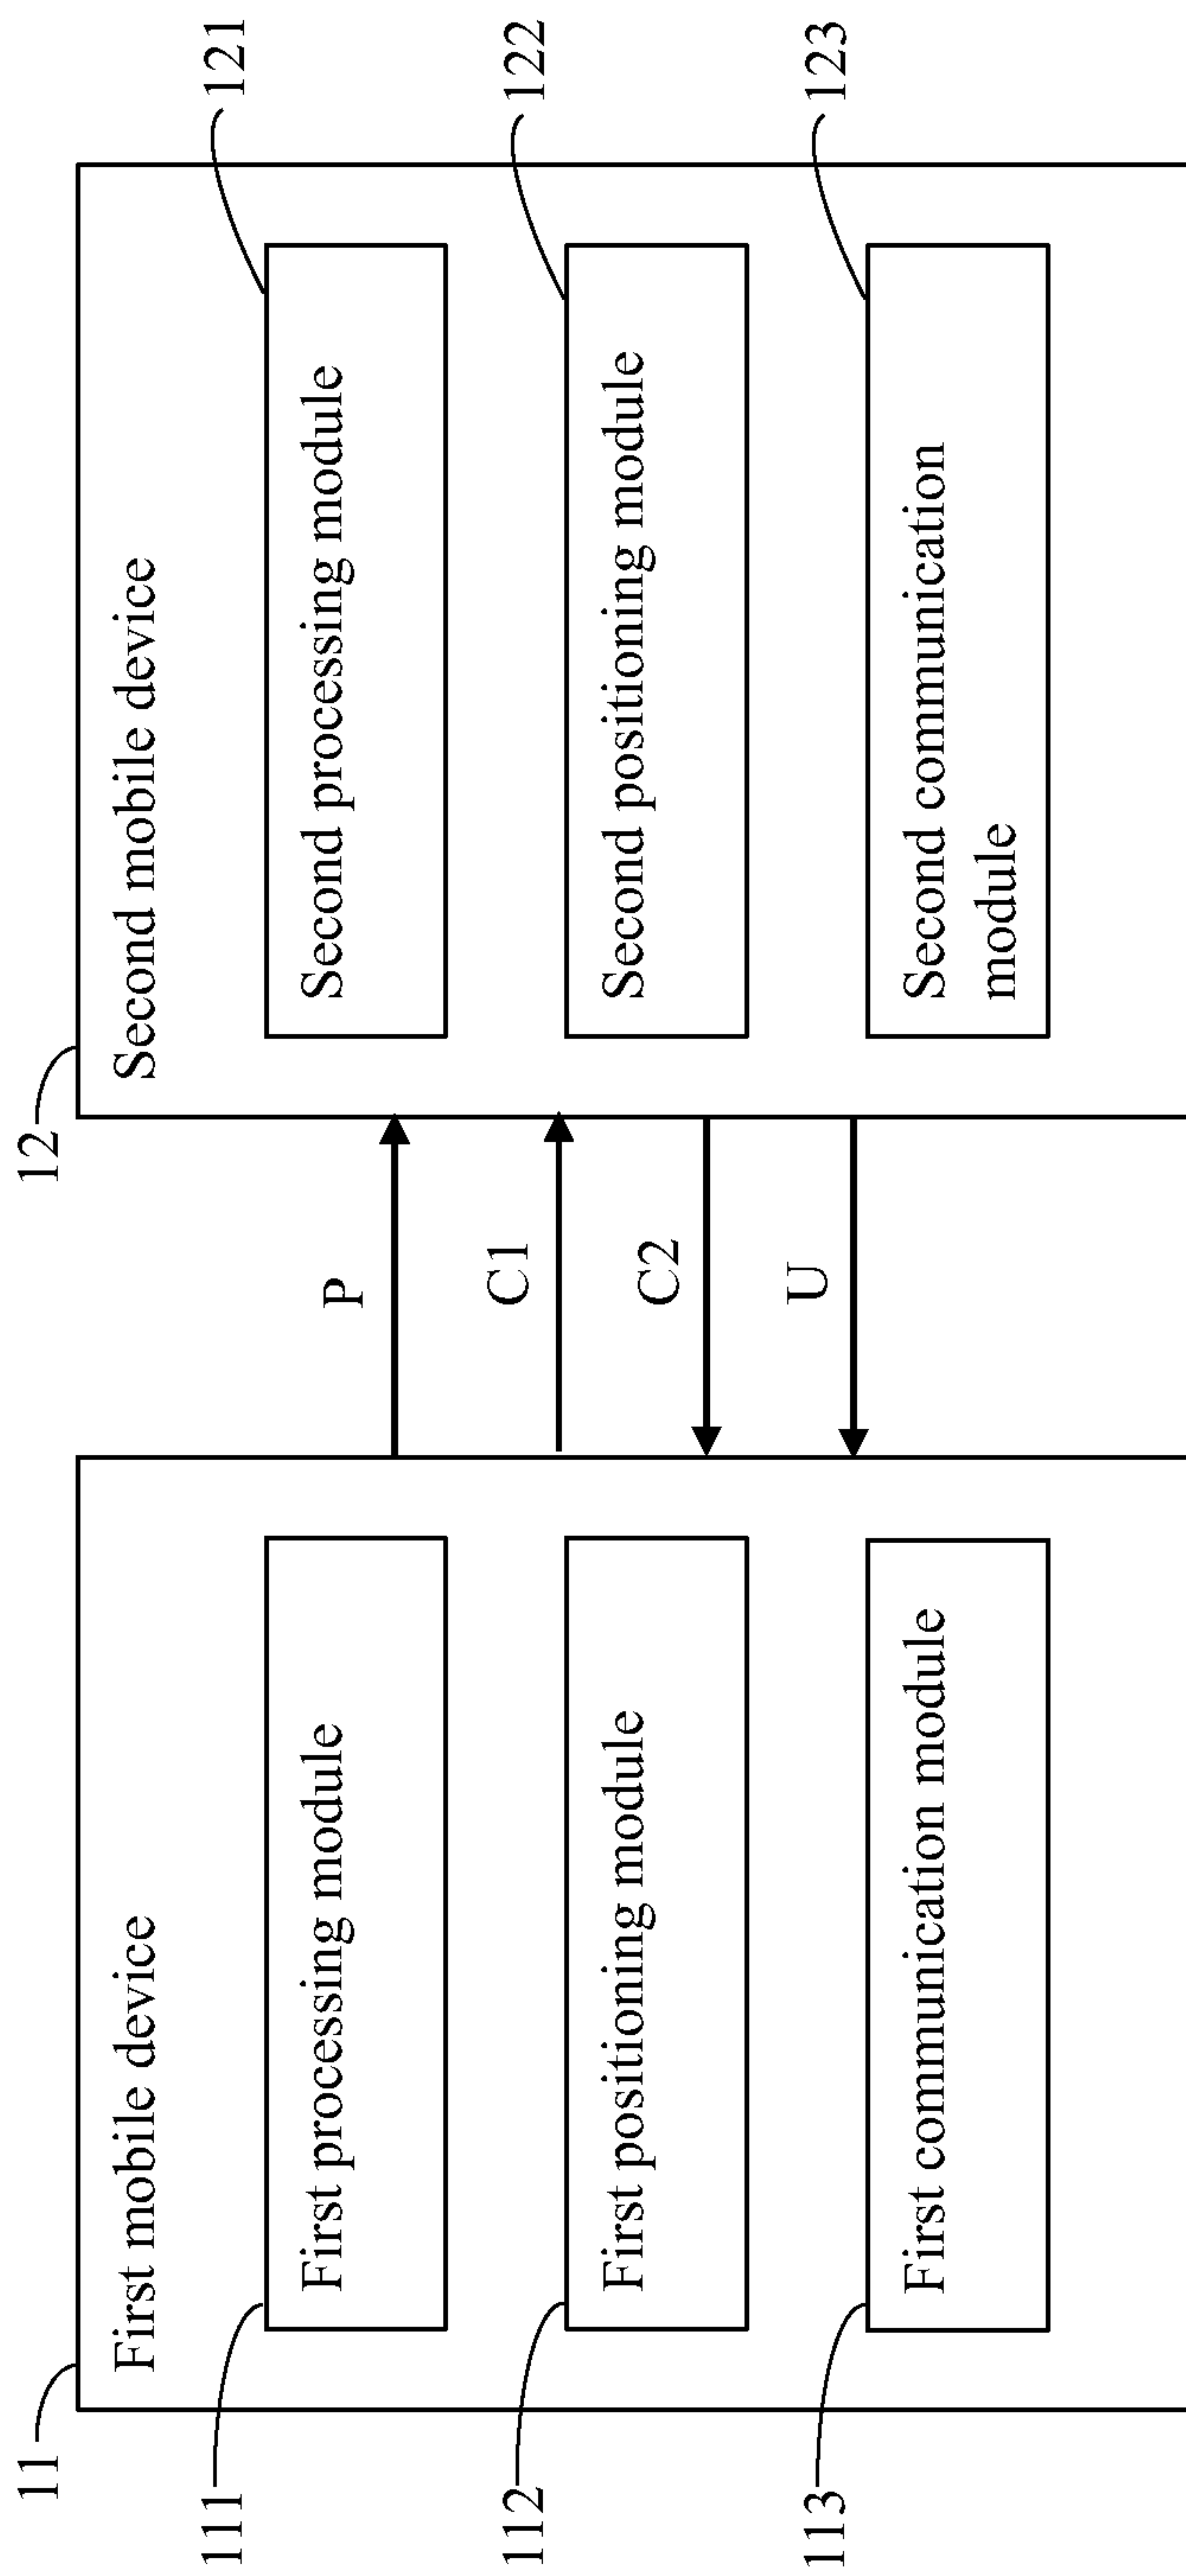 11
First mobile device
111
First processing module
112
First positioning module
113
First communication module
P
C1
C2
U
12
Second mobile device
121
Second processing module
122
Second positioning module
123
Second communication
module